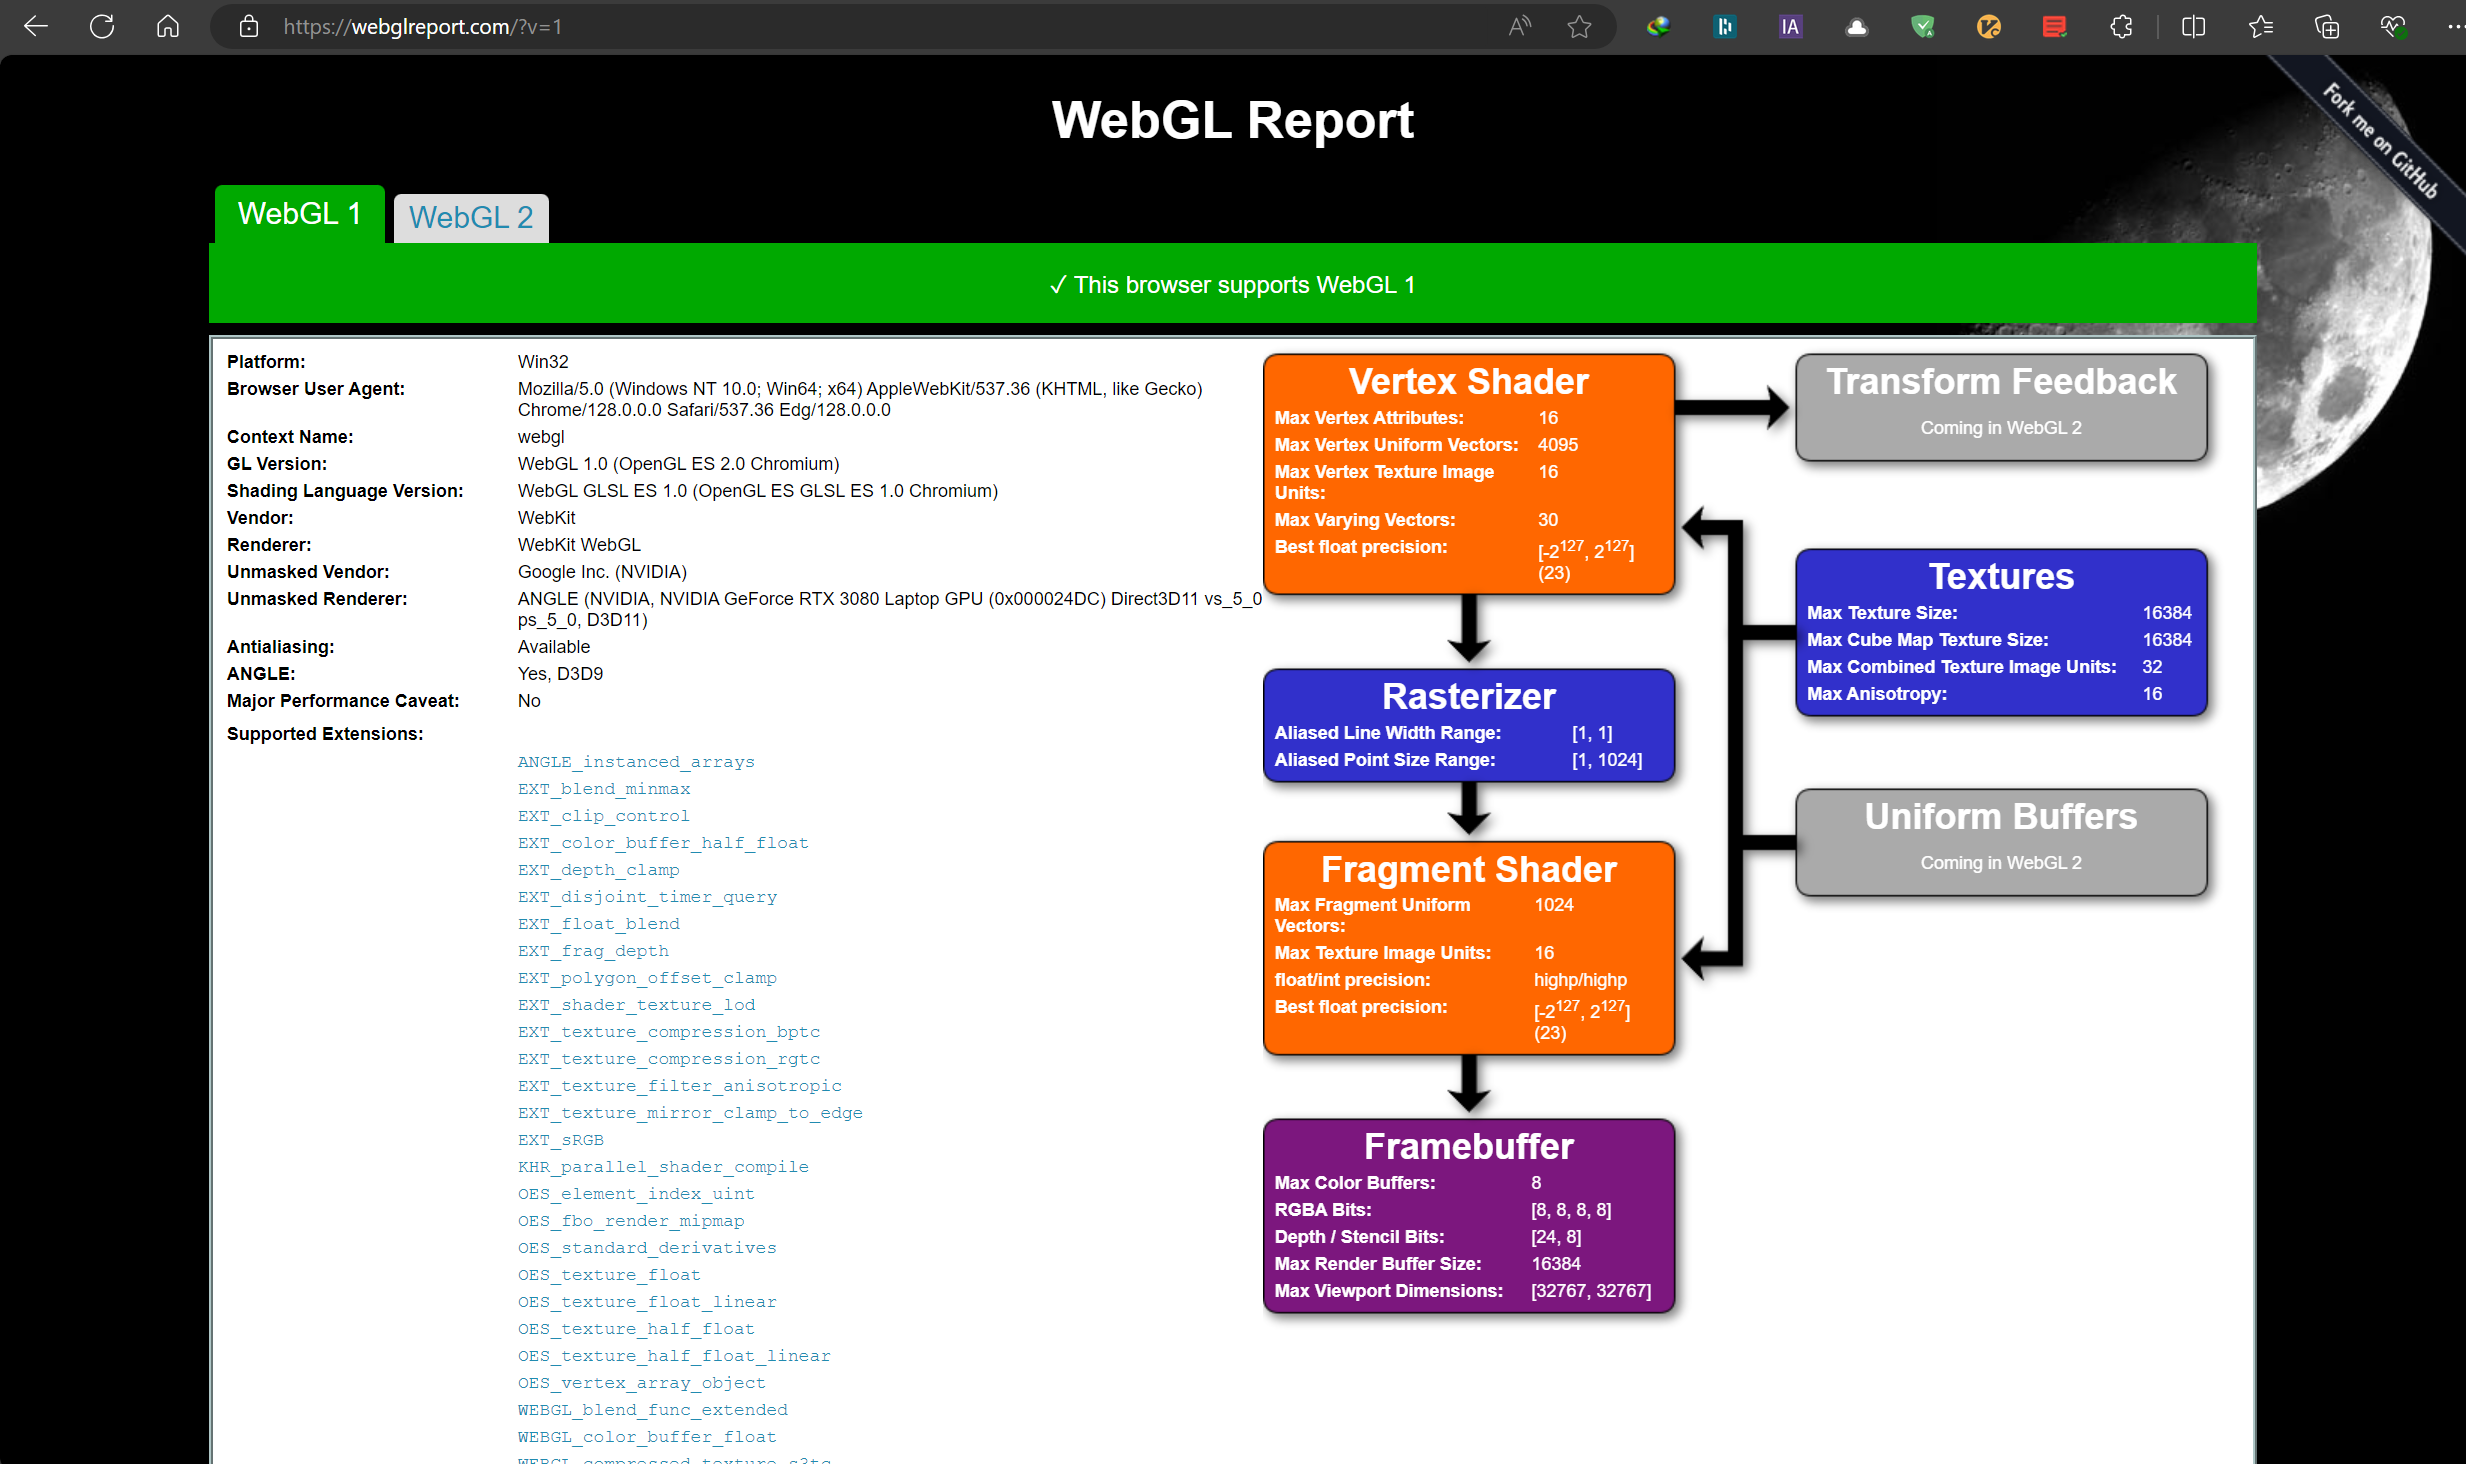 https://webglreport.com/?v=1
IA
Fork me on GitHub
WebGL Report
WebGL 1
WebGL 2
✓ This browser supports WebGL 1
Platform: Win32
Browser User Agent: Mozilla/5.0 (Windows NT 10.0; Win64; x64) AppleWebKit/537.36 (KHTML, like Gecko)
Chrome/128.0.0.0 Safari/537.36 Edg/128.0.0.0
Context Name: webgl
GL Version: WebGL 1.0 (OpenGL ES 2.0 Chromium)
Shading Language Version: WebGL GLSL ES 1.0 (OpenGL ES GLSL ES 1.0 Chromium)
Vendor: WebKit
Renderer: WebKit WebGL
Unmasked Vendor: Google Inc. (NVIDIA)
Unmasked Renderer: ANGLE (NVIDIA, NVIDIA GeForce RTX 3080 Laptop GPU (0x000024DC) Direct3D11 vs_5_0
ps_5_0, D3D11)
Antialiasing: Available
ANGLE: Yes, D3D9
Major Performance Caveat: No
Supported Extensions:
ANGLE_instanced_arrays
EXT_blend_minmax
EXT_clip_control
EXT_color_buffer_half_float
EXT_depth_clamp
EXT_disjoint_timer_query
EXT_float_blend
EXT_frag_depth
EXT_polygon_offset_clamp
EXT_shader_texture_lod
EXT_texture_compression_bptc
EXT_texture_compression_rgtc
EXT_texture_filter_anisotropic
EXT_texture_mirror_clamp_to_edge
EXT_sRGB
KHR_parallel_shader_compile
OES_element_index_uint
OES_fbo_render_mipmap
OES_standard_derivatives
OES_texture_float
OES_texture_float_linear
OES_texture_half_float
OES_texture_half_float_linear
OES_vertex_array_object
WEBGL_blend_func_extended
WEBGL_color_buffer_float
WEBGL_compressed_texture_s3tc
Vertex Shader
Max Vertex Attributes: 16
Max Vertex Uniform Vectors: 4095
Max Vertex Texture Image 16
Units:
Max Varying Vectors: 30
Best float precision: [-2^127, 2^127]
(23)
Transform Feedback
Coming in WebGL 2
Textures
Max Texture Size: 16384
Max Cube Map Texture Size: 16384
Max Combined Texture Image Units: 32
Max Anisotropy: 16
Rasterizer
Aliased Line Width Range: [1, 1]
Aliased Point Size Range: [1, 1024]
Uniform Buffers
Coming in WebGL 2
Fragment Shader
Max Fragment Uniform 1024
Vectors:
Max Texture Image Units: 16
float/int precision: highp/highp
Best float precision: [-2^127, 2^127]
(23)
Framebuffer
Max Color Buffers: 8
RGBA Bits: [8, 8, 8, 8]
Depth / Stencil Bits: [24, 8]
Max Render Buffer Size: 16384
Max Viewport Dimensions: [32767, 32767]